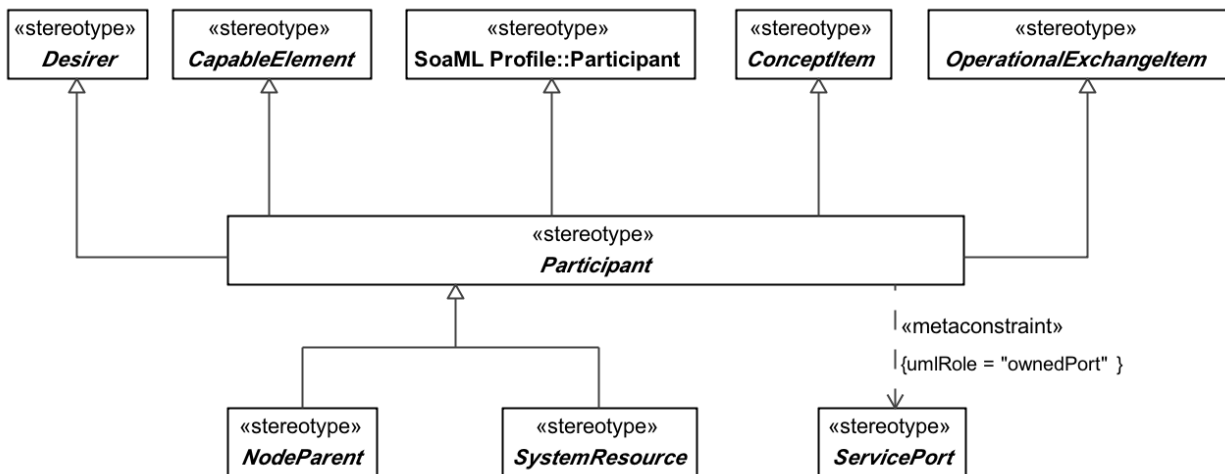 «stereotype»
Desirer
«stereotype»
CapableElement
«stereotype»
SoaML Profile::Participant
«stereotype»
ConceptItem
«stereotype»
OperationalExchangeItem
«stereotype»
Participant
«metaconstraint»
{umlRole = "ownedPort" }
«stereotype»
NodeParent
«stereotype»
SystemResource
«stereotype»
ServicePort